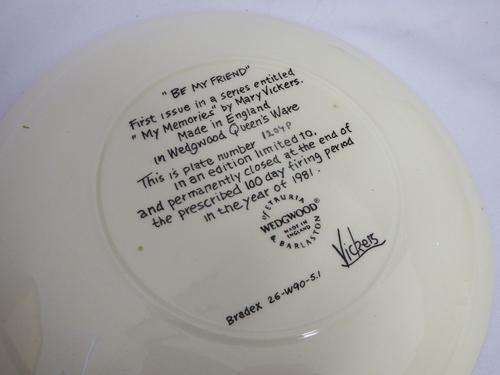 "BE MY FRIEND"
First issue in a series entitled
"My Memories" by Mary Vickers.
Made in England
in Wedgwood Queen's Ware
This is plate number
in an edition limited to,
and permanently closed at the end of
the prescribed 100 day firing period
in the year of 1981.
ETRURIA
WEDGWOOD®
MADE IN
ENGLAND
& BARLASTON
Vickers
Bradex 26-W90-5.1